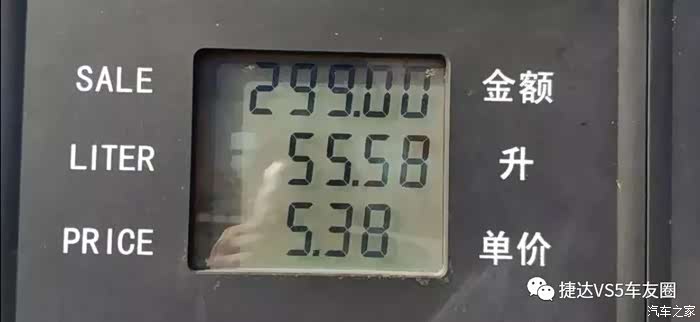 SALE 299.00 金额
LITER 55.58 升
PRICE 5.38 单价
捷达VS5车友圈
汽车之家